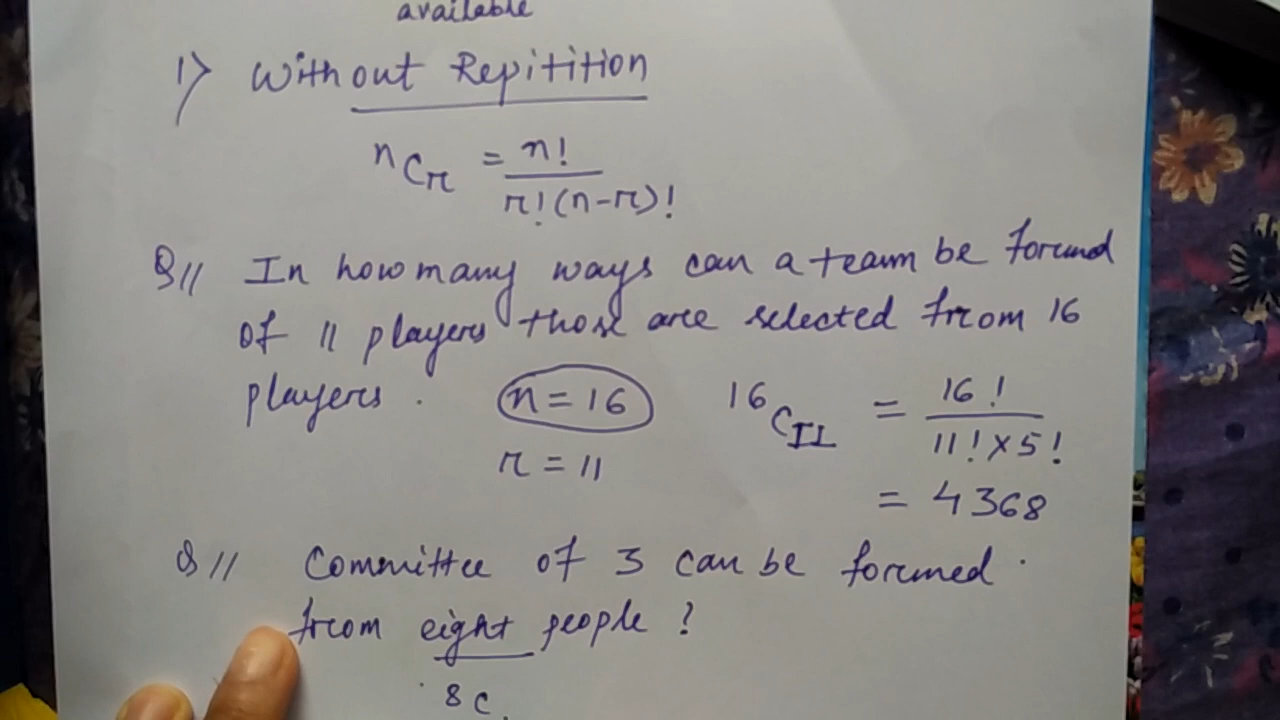 available
1) Without Repitition
nCr = n! / r!(n-r)!
Q// In how many ways can a team be formed
of 11 players those are selected from 16
players. n = 16 16C11 = 16! / 11!×5!
r = 11
= 4368
Q// Committee of 3 can be formed.
from eight people ?
8C